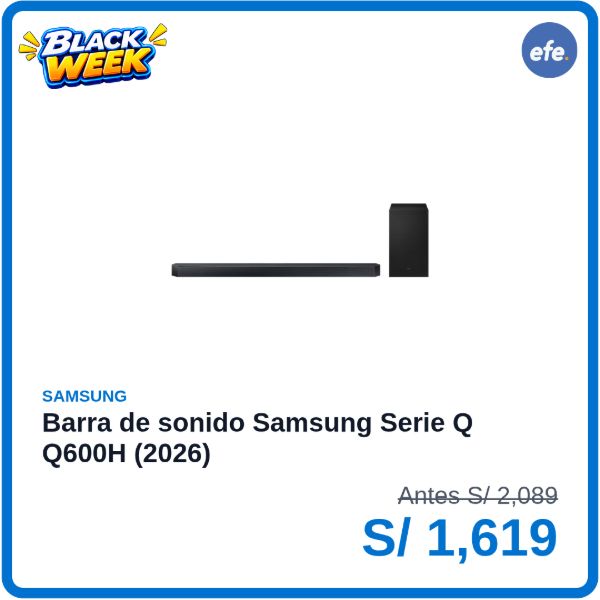 BLACK
WEEK
efe.
SAMSUNG
Barra de sonido Samsung Serie Q
Q600H (2026)
Antes S/ 2,089
S/ 1,619